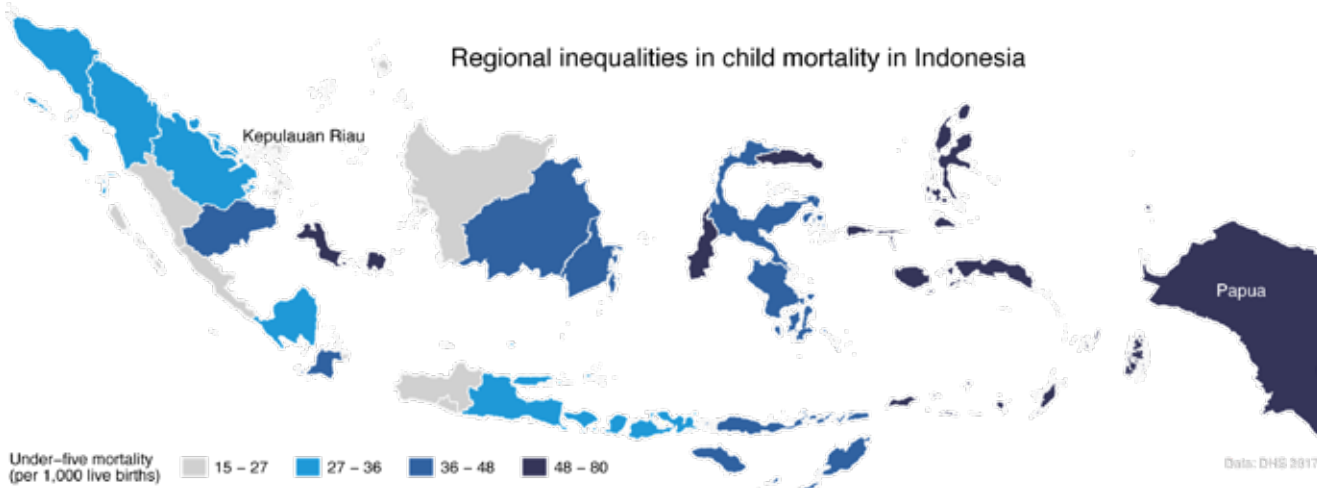 Regional inequalities in child mortality in Indonesia
Kepulauan Riau
Papua
Under−five mortality
(per 1,000 live births)
15 − 27
27 − 36
36 − 48
48 − 80
Data: DHS 2017